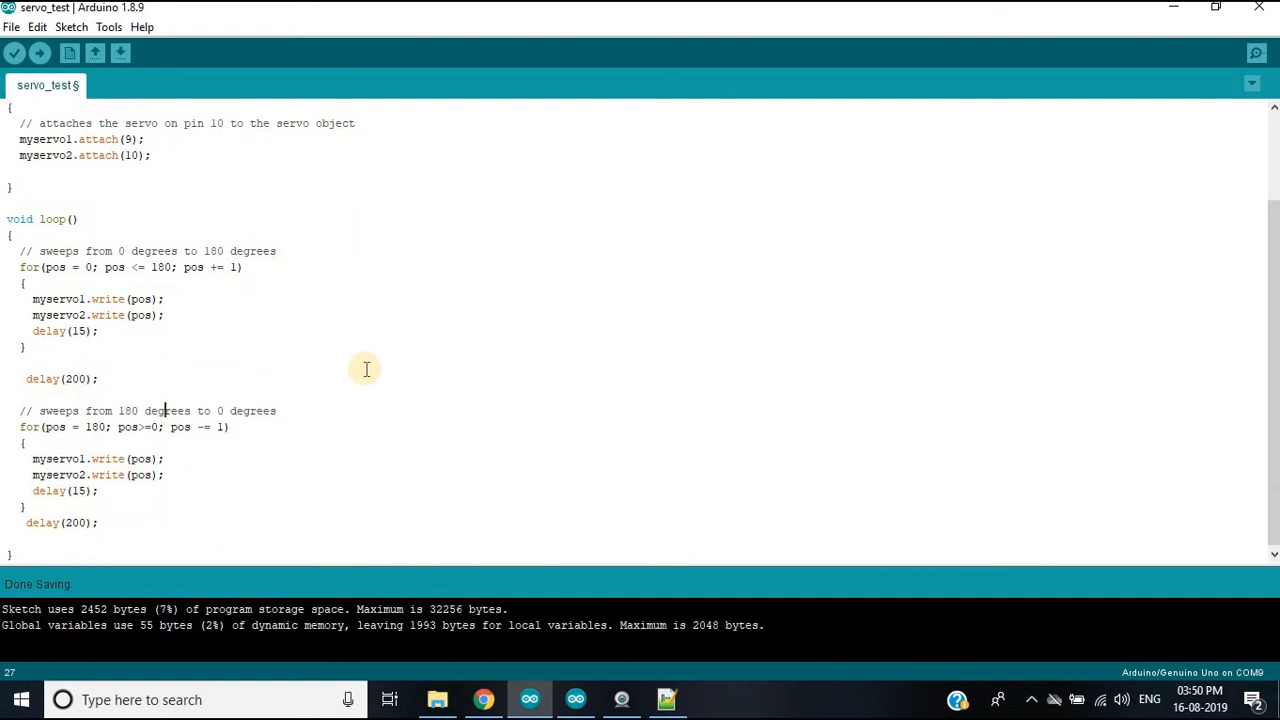 servo_test | Arduino 1.8.9
File Edit Sketch Tools Help
servo_test§
{
// attaches the servo on pin 10 to the servo object
myservo1.attach(9);
myservo2.attach(10);
}
void loop()
{
// sweeps from 0 degrees to 180 degrees
for(pos = 0; pos <= 180; pos += 1)
{
myservo1.write(pos);
myservo2.write(pos);
delay(15);
}
delay(200);
// sweeps from 180 degrees to 0 degrees
for(pos = 180; pos>=0; pos -= 1)
{
myservo1.write(pos);
myservo2.write(pos);
delay(15);
}
delay(200);
}
Done Saving.
Sketch uses 2452 bytes (7%) of program storage space. Maximum is 32256 bytes.
Global variables use 55 bytes (2%) of dynamic memory, leaving 1993 bytes for local variables. Maximum is 2048 bytes.
27 Arduino/Genuino Uno on COM9
Type here to search
ENG
03:50 PM
16-08-2019
2